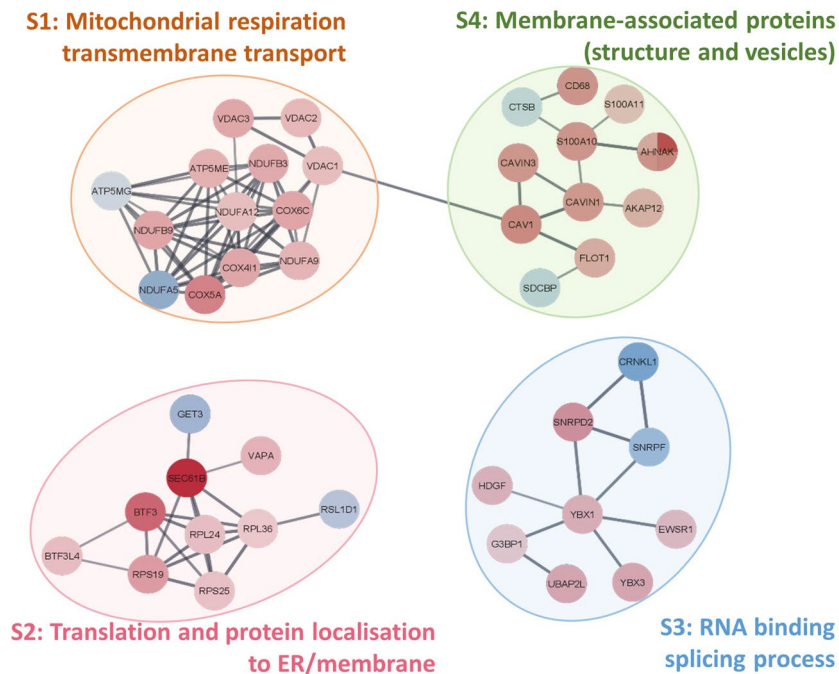 S1: Mitochondrial respiration
transmembrane transport
S4: Membrane-associated proteins
(structure and vesicles)
VDAC3
VDAC2
ATP5ME
NDUFB3
VDAC1
ATP5MG
NDUFA12
COX6C
NDUFB9
COX4I1
NDUFA9
NDUFA5
COX5A
CD68
CTSB
S100A11
S100A10
AHNAK
CAVIN3
CAVIN1
AKAP12
CAV1
FLOT1
SDCBP
GET3
VAPA
SEC61B
BTF3
RSL1D1
RPL24
RPL36
BTF3L4
RPS19
RPS25
CRNKL1
SNRPD2
SNRPF
HDGF
YBX1
EWSR1
G3BP1
UBAP2L
YBX3
S2: Translation and protein localisation
to ER/membrane
S3: RNA binding
splicing process